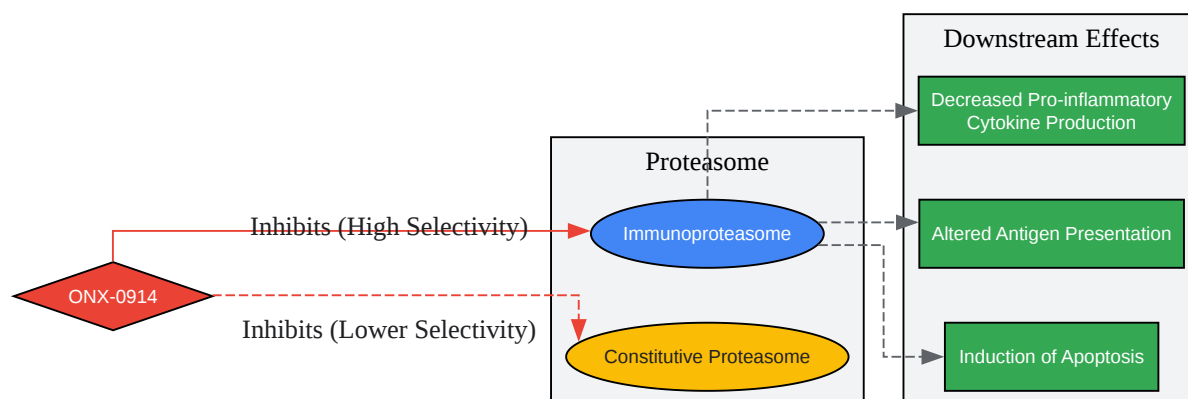 Downstream Effects
Decreased Pro-inflammatory
Cytokine Production
Proteasome
Inhibits (High Selectivity)
Immunoproteasome
Altered Antigen Presentation
ONX-0914
Inhibits (Lower Selectivity)
Constitutive Proteasome
Induction of Apoptosis